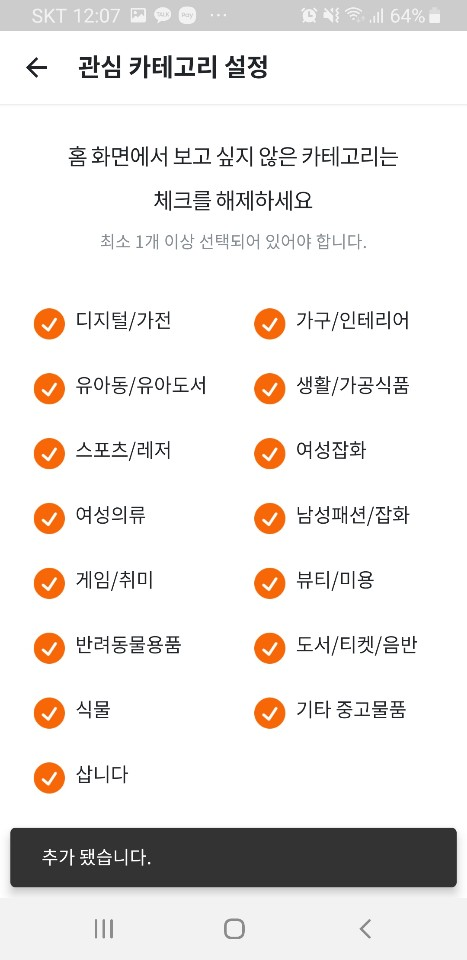 SKT 12:07 TALK Pay ··· 64%
관심 카테고리 설정
홈 화면에서 보고 싶지 않은 카테고리는
체크를 해제하세요
최소 1개 이상 선택되어 있어야 합니다.
디지털/가전 가구/인테리어
유아동/유아도서 생활/가공식품
스포츠/레저 여성잡화
여성의류 남성패션/잡화
게임/취미 뷰티/미용
반려동물용품 도서/티켓/음반
식물 기타 중고물품
삽니다
추가 됐습니다.